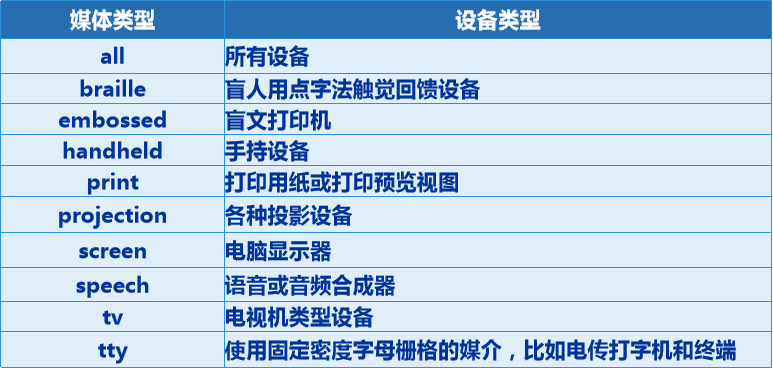 媒体类型 设备类型
all 所有设备
braille 盲人用点字法触觉回馈设备
embossed 盲文打印机
handheld 手持设备
print 打印用纸或打印预览视图
projection 各种投影设备
screen 电脑显示器
speech 语音或音频合成器
tv 电视机类型设备
tty 使用固定密度字母栅格的媒介，比如电传打字机和终端